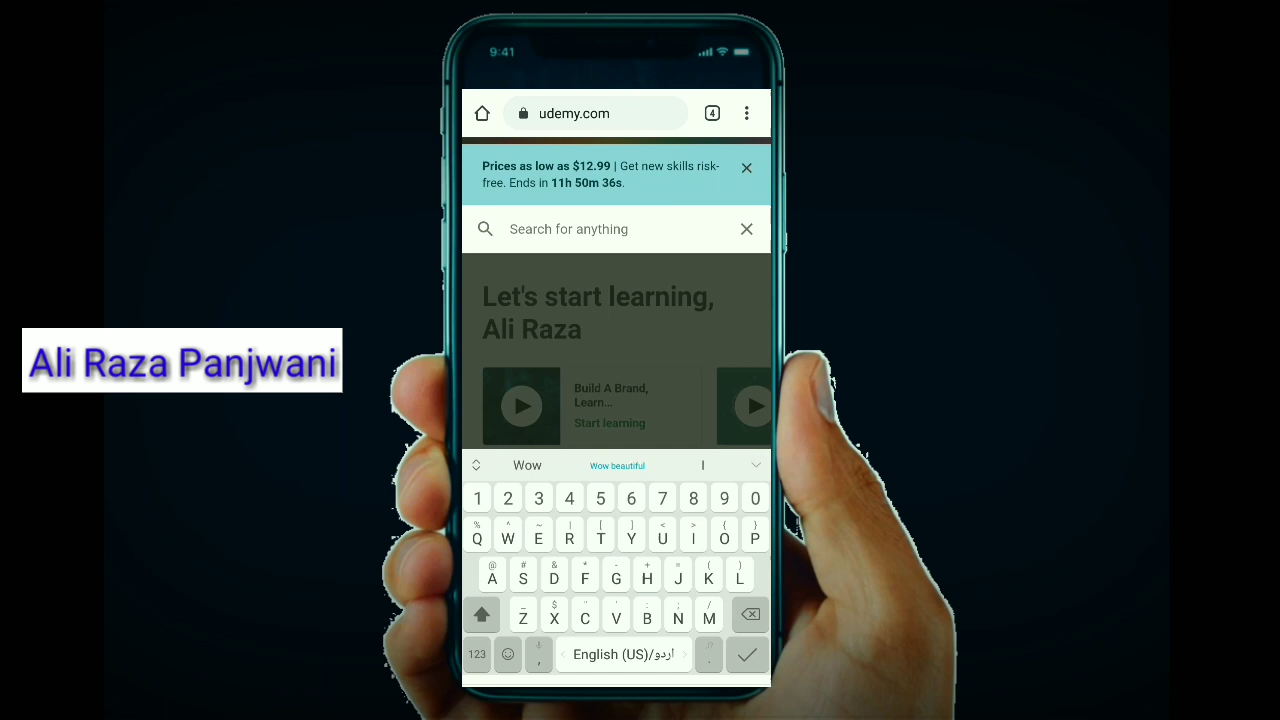 9:41
udemy.com
4
Prices as low as $12.99 | Get new skills risk-
free. Ends in 11h 50m 36s.
Search for anything
Let's start learning,
Ali Raza
Build A Brand,
Learn...
Start learning
Ali Raza Panjwani
Wow Wow beautiful I
1 2 3 4 5 6 7 8 9 0
% ^ ~ | [ ] < > { }
Q W E R T Y U I O P
@ # & * - + = ( )
A S D F G H J K L
_ $ " ' : ; /
Z X C V B N M
123 , English (US)/اردو .